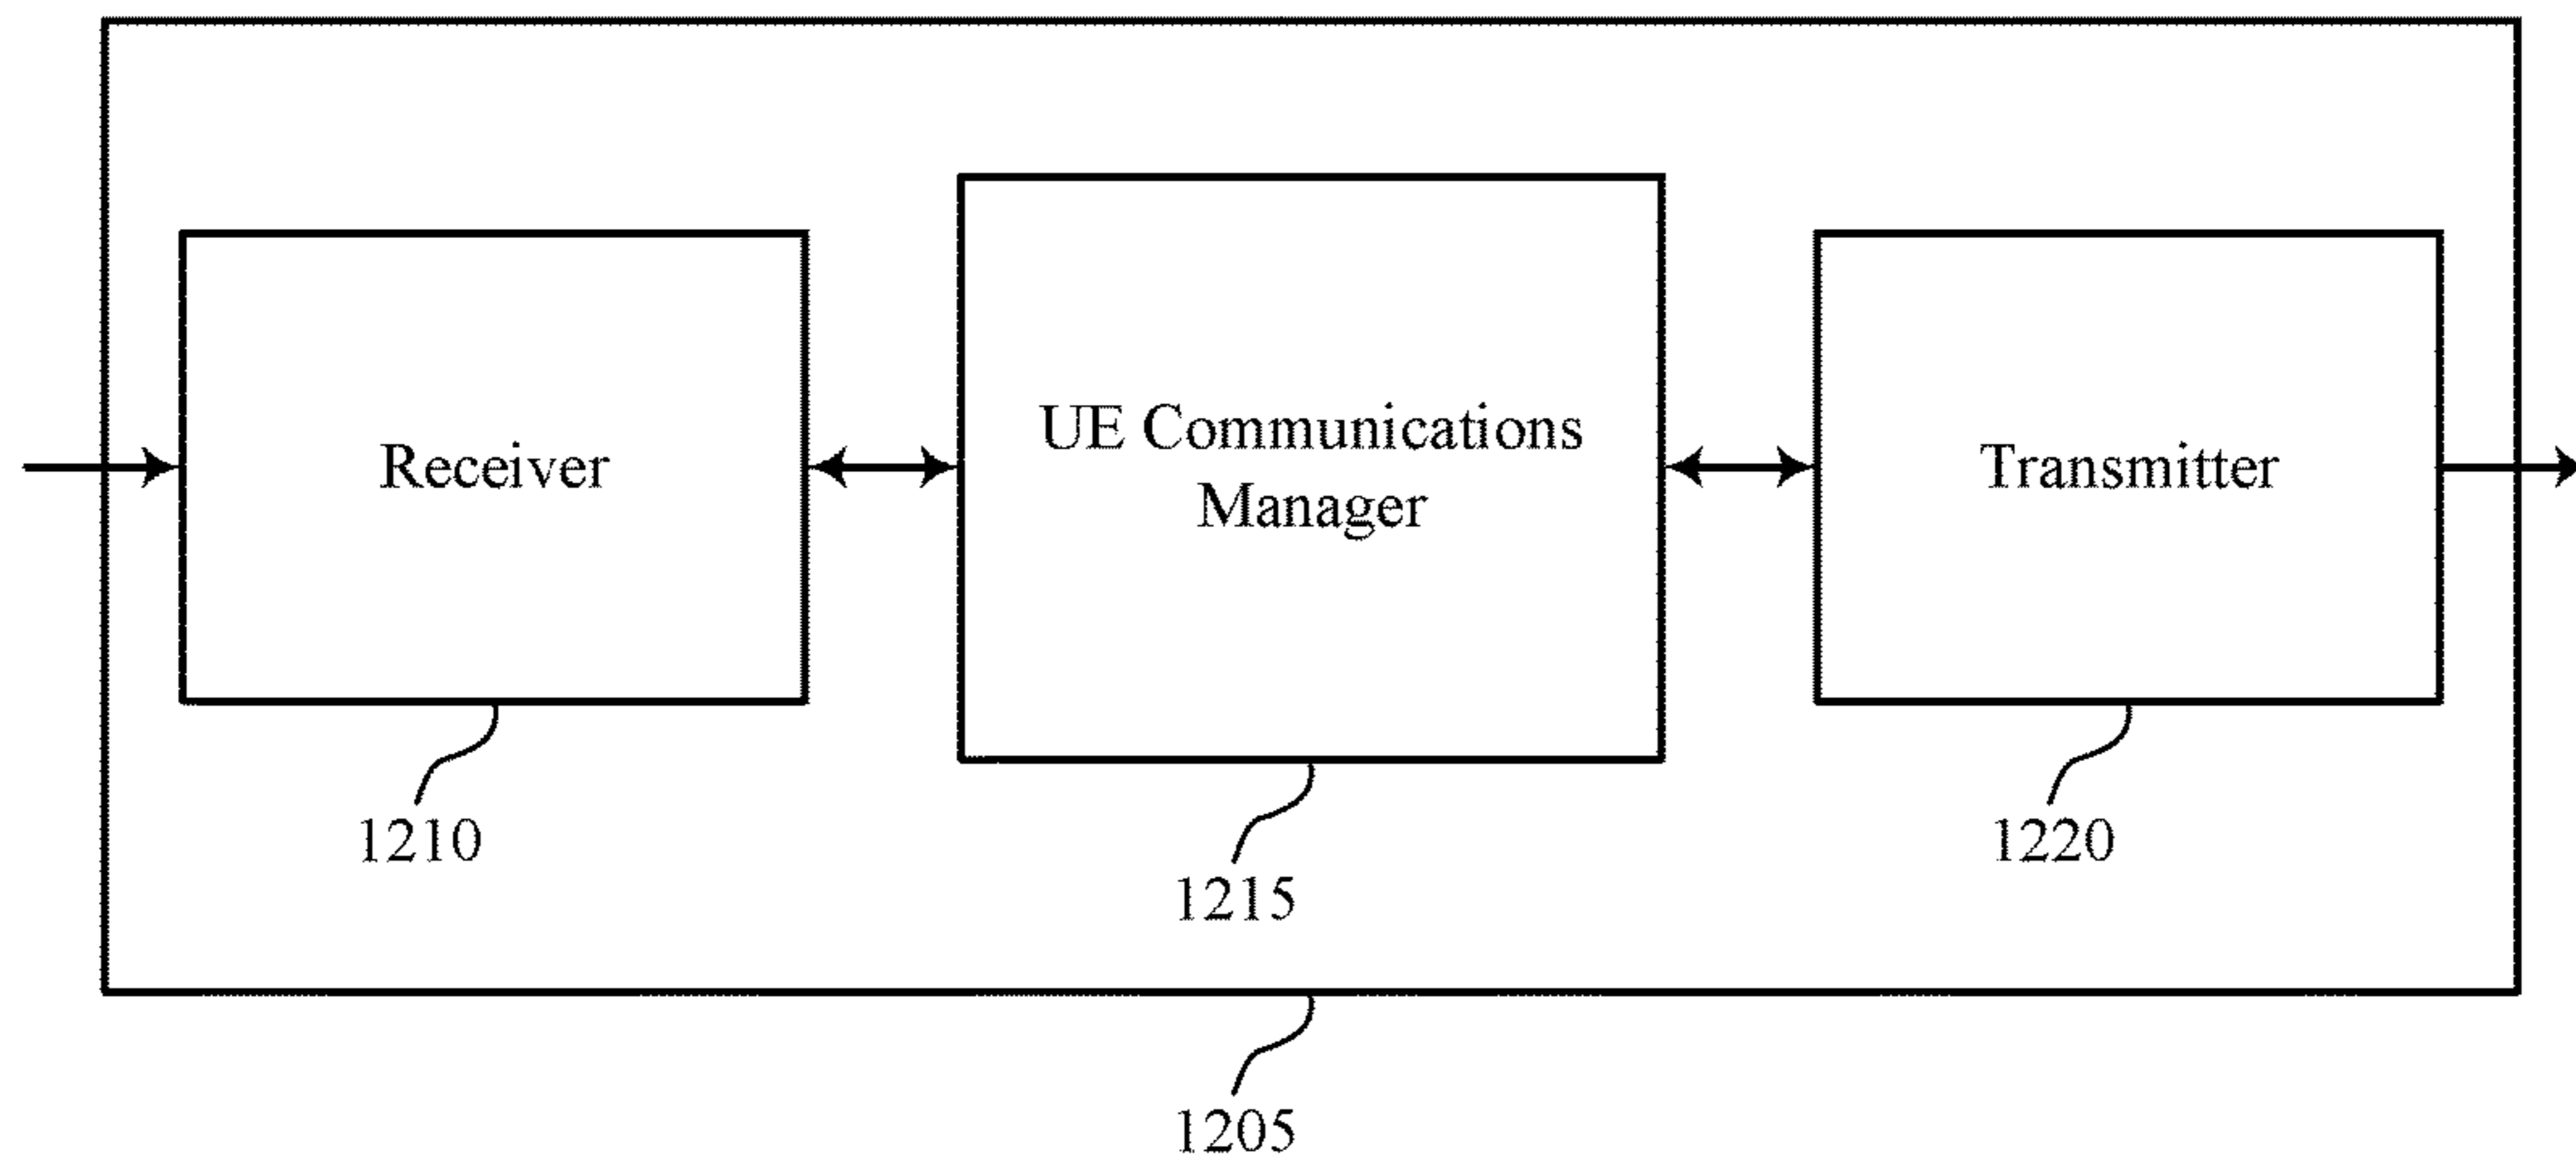 Receiver
UE Communications
Manager
Transmitter
1210
1215
1220
1205